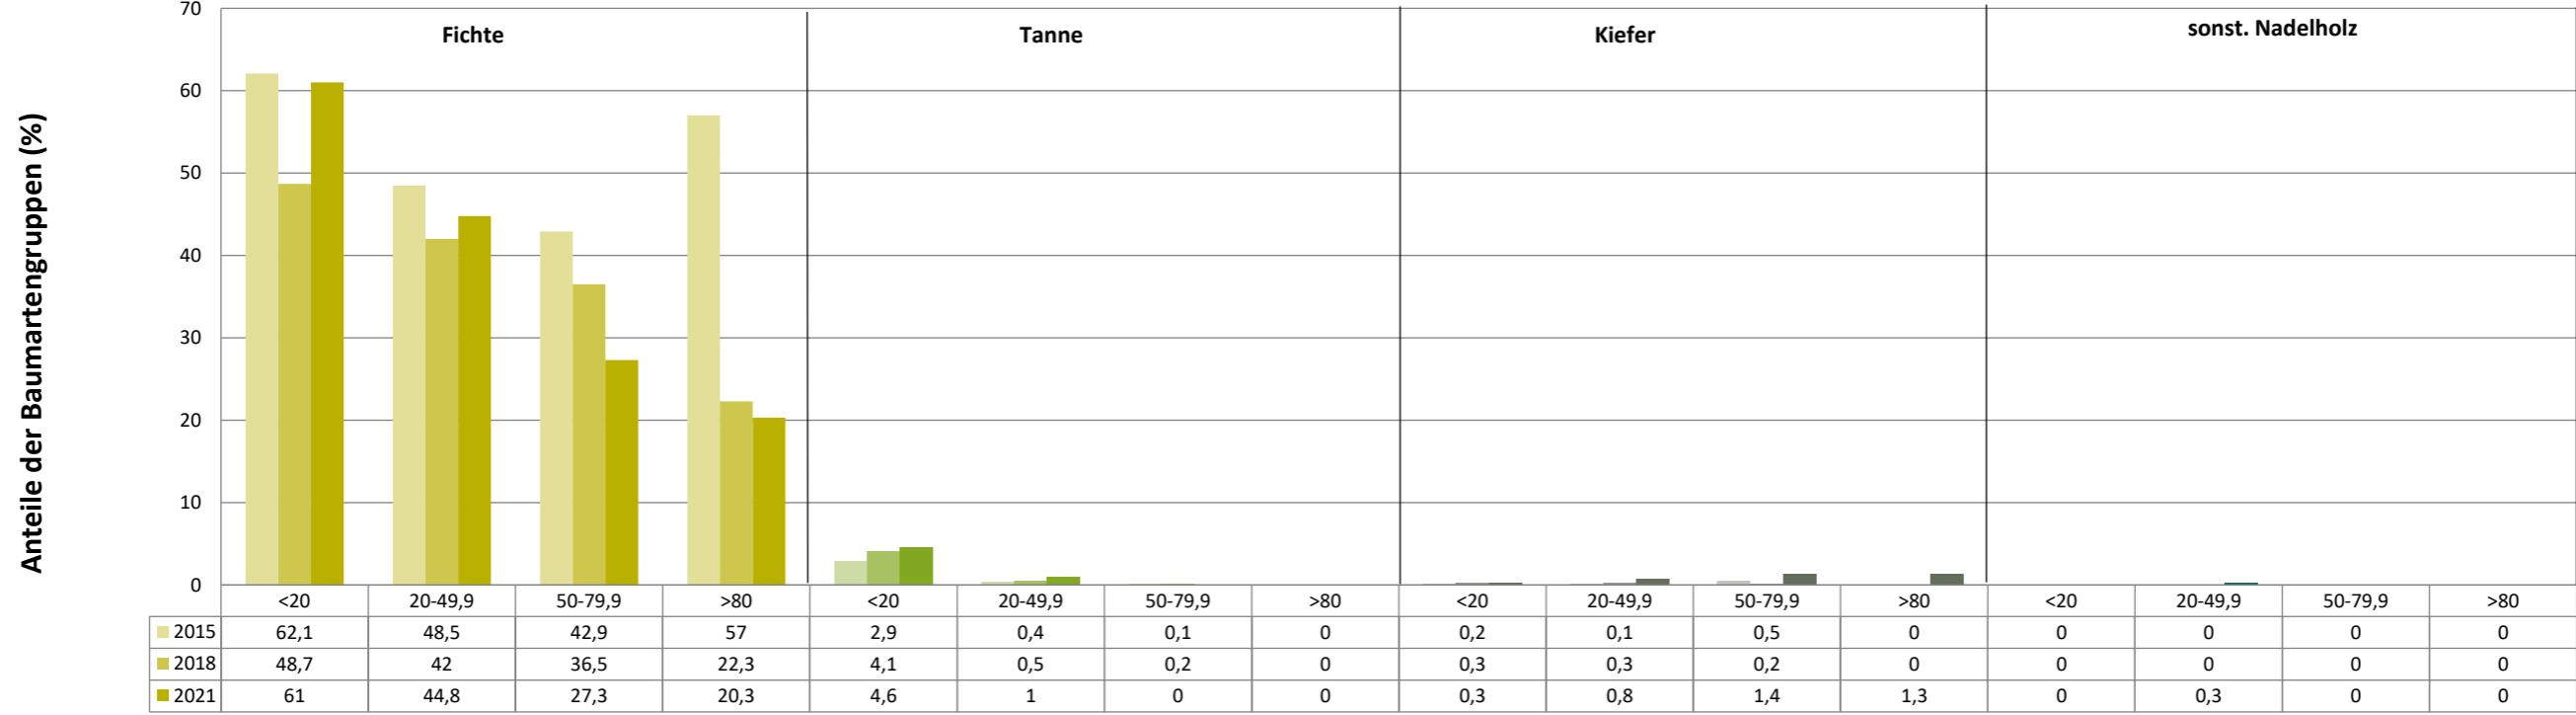 Anteile der Baumartengruppen (%)
70
60
50
40
30
20
10
0
Fichte Tanne Kiefer sonst. Nadelholz
<20 20-49,9 50-79,9 >80 <20 20-49,9 50-79,9 >80 <20 20-49,9 50-79,9 >80 <20 20-49,9 50-79,9 >80
2015 62,1 48,5 42,9 57 2,9 0,4 0,1 0 0,2 0,1 0,5 0 0 0 0 0
2018 48,7 42 36,5 22,3 4,1 0,5 0,2 0 0,3 0,3 0,2 0 0 0 0 0
2021 61 44,8 27,3 20,3 4,6 1 0 0 0,3 0,8 1,4 1,3 0 0,3 0 0